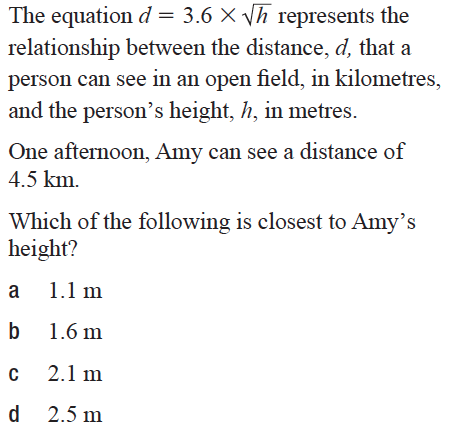 The equation d = 3.6 × √h represents the
relationship between the distance, d, that a
person can see in an open field, in kilometres,
and the person's height, h, in metres.
One afternoon, Amy can see a distance of
4.5 km.
Which of the following is closest to Amy's
height?
a 1.1 m
b 1.6 m
c 2.1 m
d 2.5 m